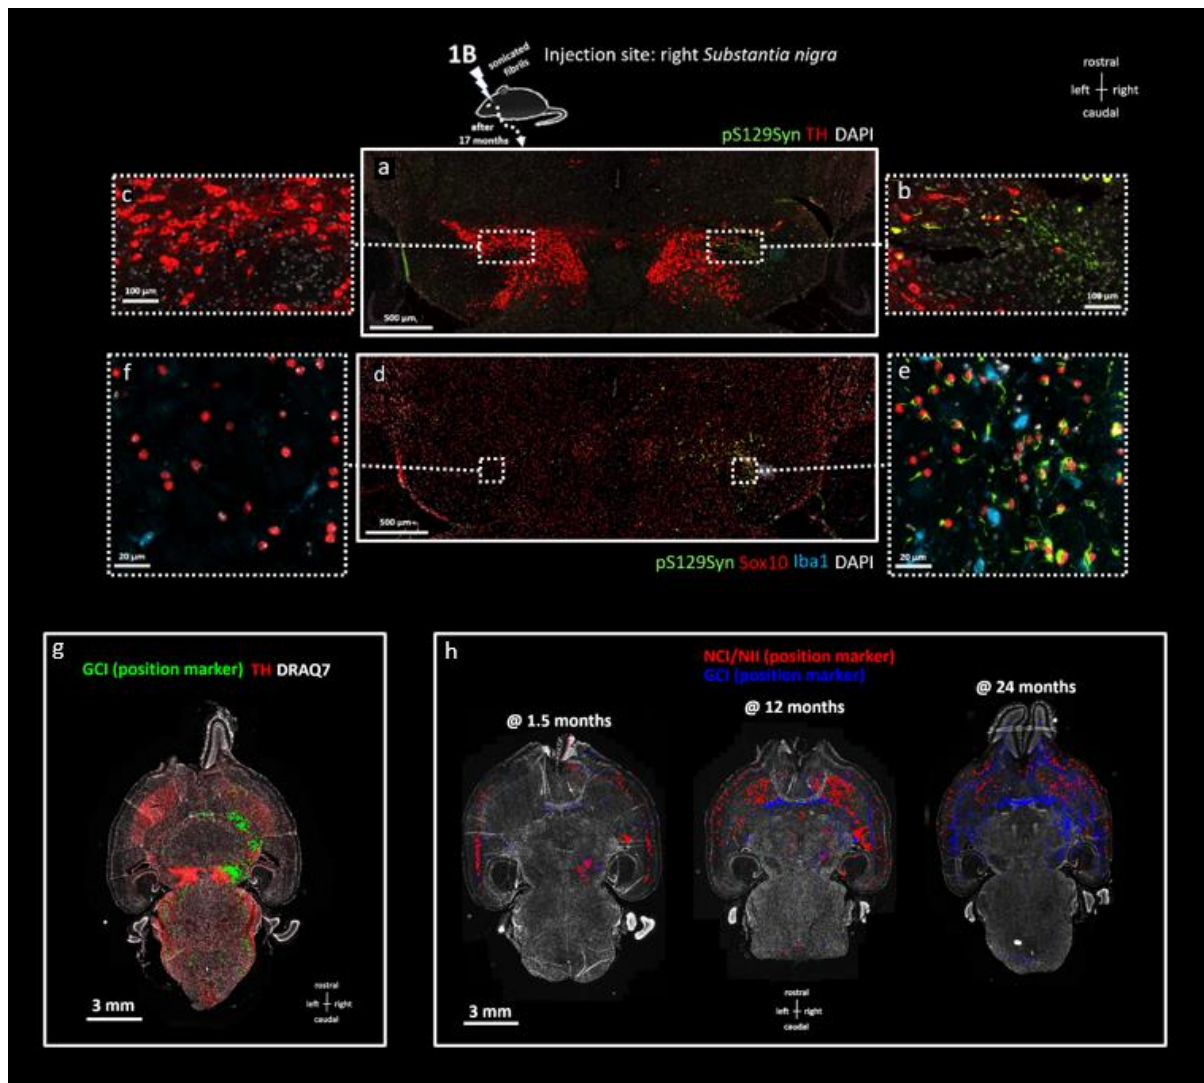 1B
sonicated
fibrils
Injection site: right Substantia nigra
after
17 months
rostral
left right
caudal
pS129Syn TH DAPI
a
c
100 µm
b
100 µm
500 µm
f
20 µm
d
500 µm
e
20 µm
pS129Syn Sox10 Iba1 DAPI
g
GCI (position marker) TH DRAQ7
3 mm
rostral
left right
caudal
h
NCI/NII (position marker)
GCI (position marker)
@ 1.5 months
@ 12 months
@ 24 months
3 mm
rostral
left right
caudal